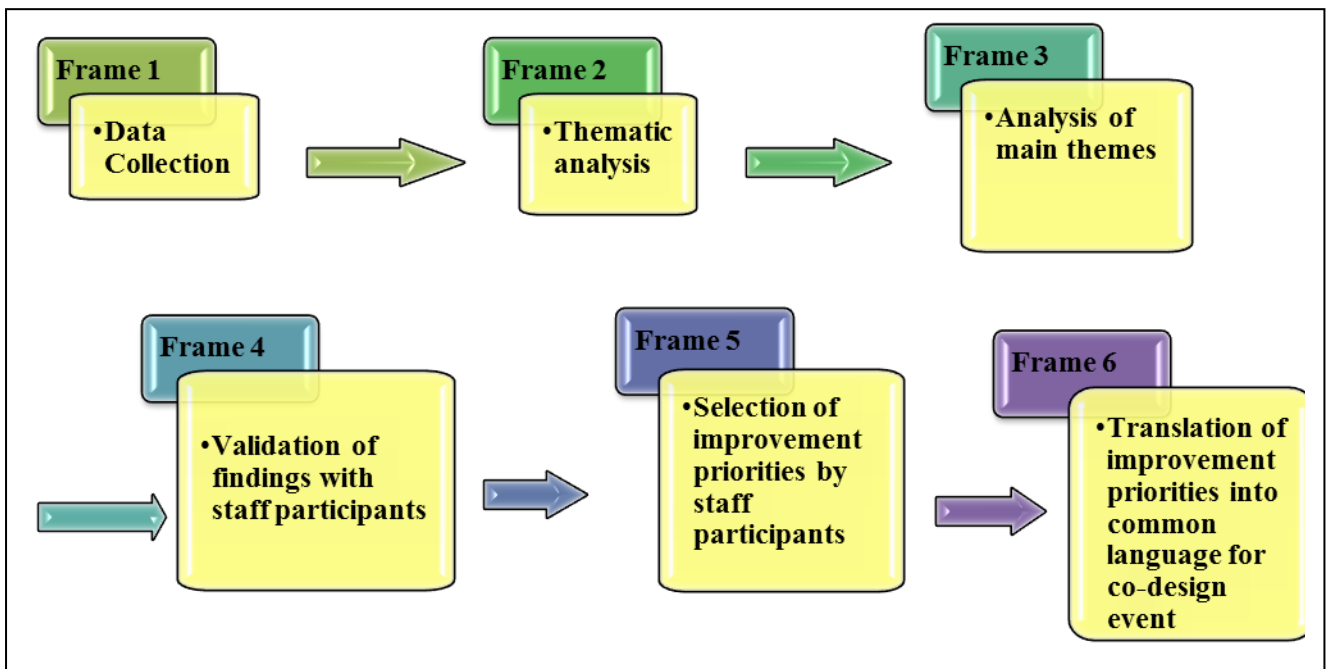 Frame 1
•Data
Collection
Frame 2
•Thematic
analysis
Frame 3
•Analysis of
main themes
Frame 4
•Validation of
findings with
staff participants
Frame 5
•Selection of
improvement
priorities by
staff
participants
Frame 6
•Translation of
improvement
priorities into
common
language for
co-design
event